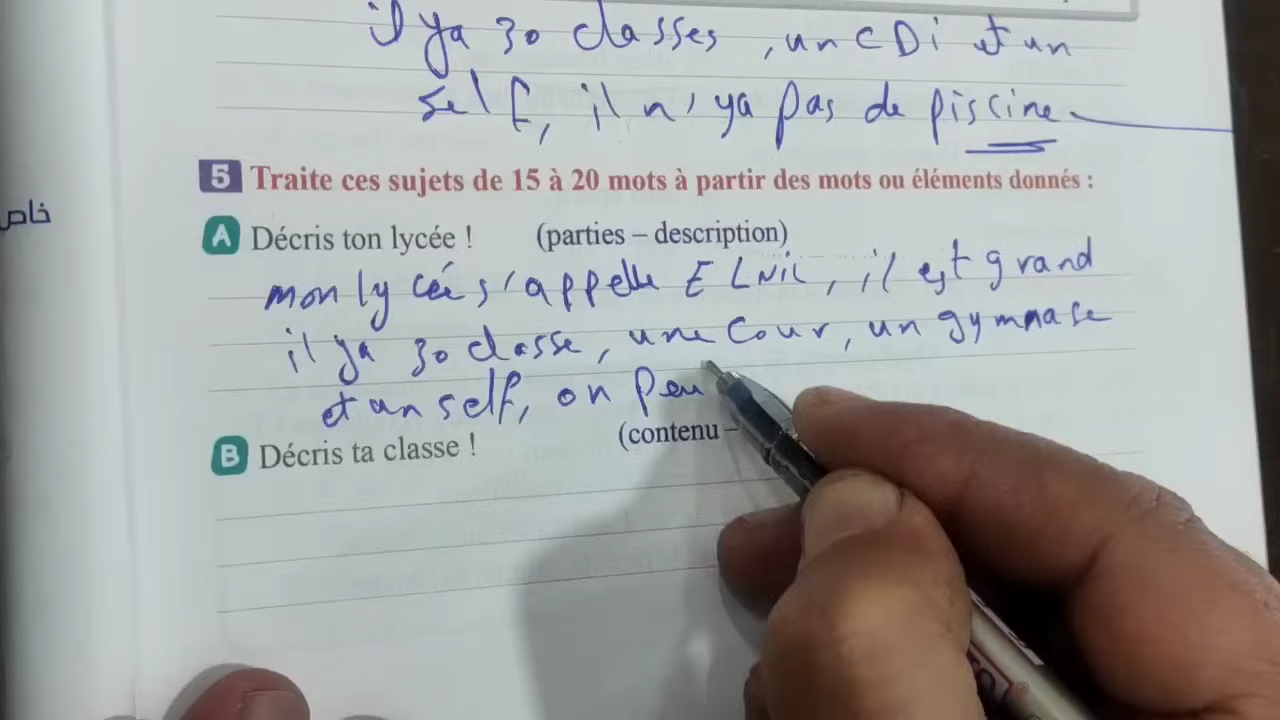 il ya 30 classes, un CDi et un
self, il n'ya pas de piscine
5 Traite ces sujets de 15 à 20 mots à partir des mots ou éléments donnés :
خاص
A Décris ton lycée ! (parties – description)
mon lycée s'appelle EL Nil, il est grand
il ya 30 classe, une cour, un gymnase
et un self, on peu
B Décris ta classe ! (contenu –